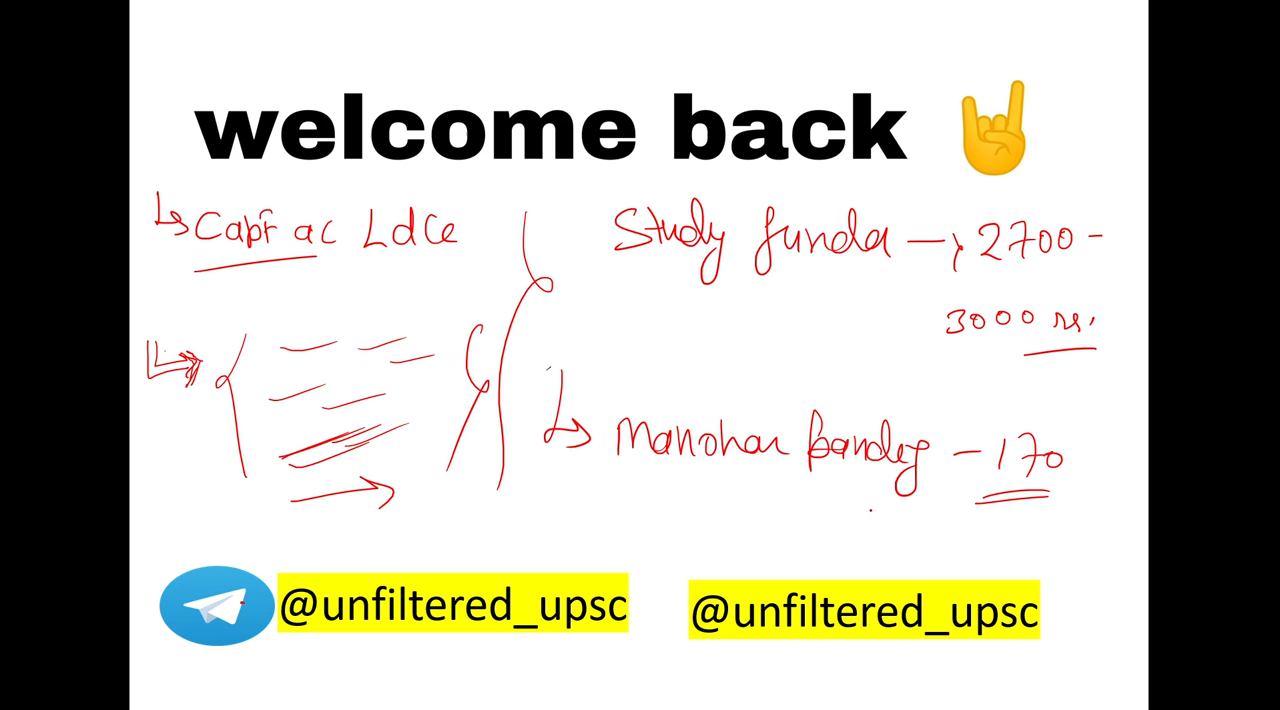 welcome back 🤘
Capf ac Ldce
Study funda → 2700 -
3000 rs.
Manohar Pandey - 170
@unfiltered_upsc
@unfiltered_upsc